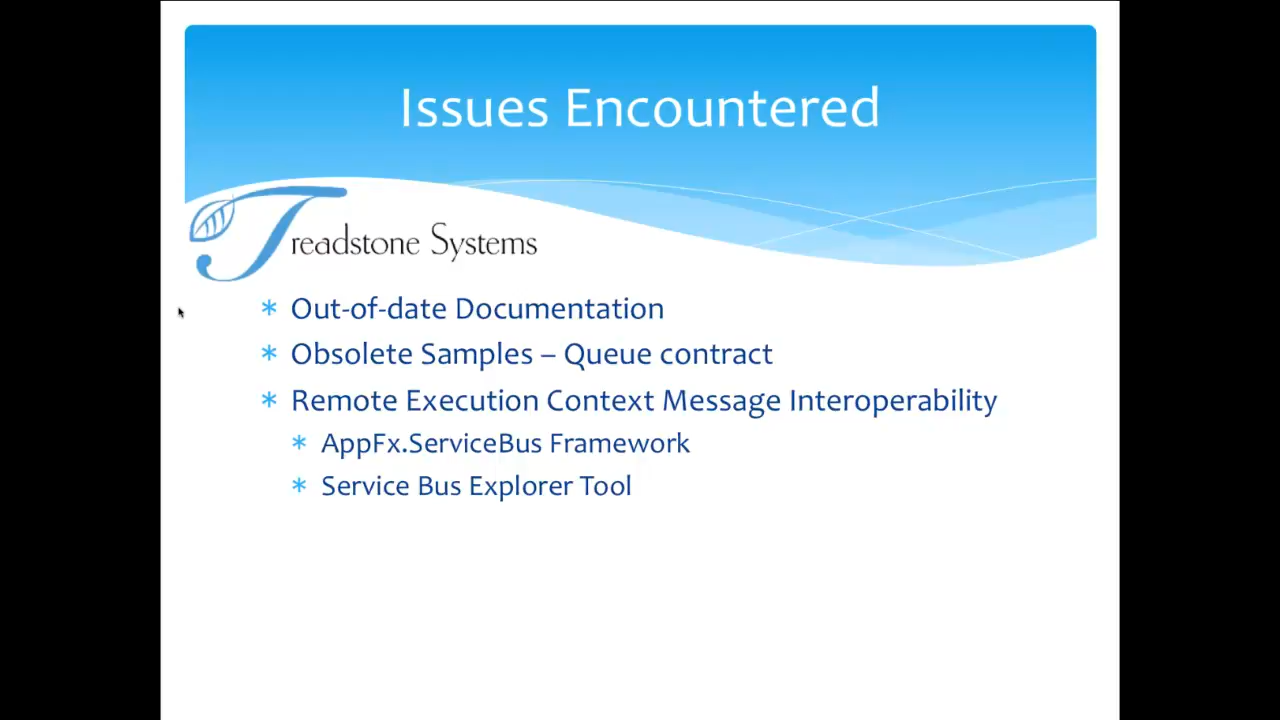 Issues Encountered
Treadstone Systems
* Out-of-date Documentation
* Obsolete Samples – Queue contract
* Remote Execution Context Message Interoperability
* AppFx.ServiceBus Framework
* Service Bus Explorer Tool